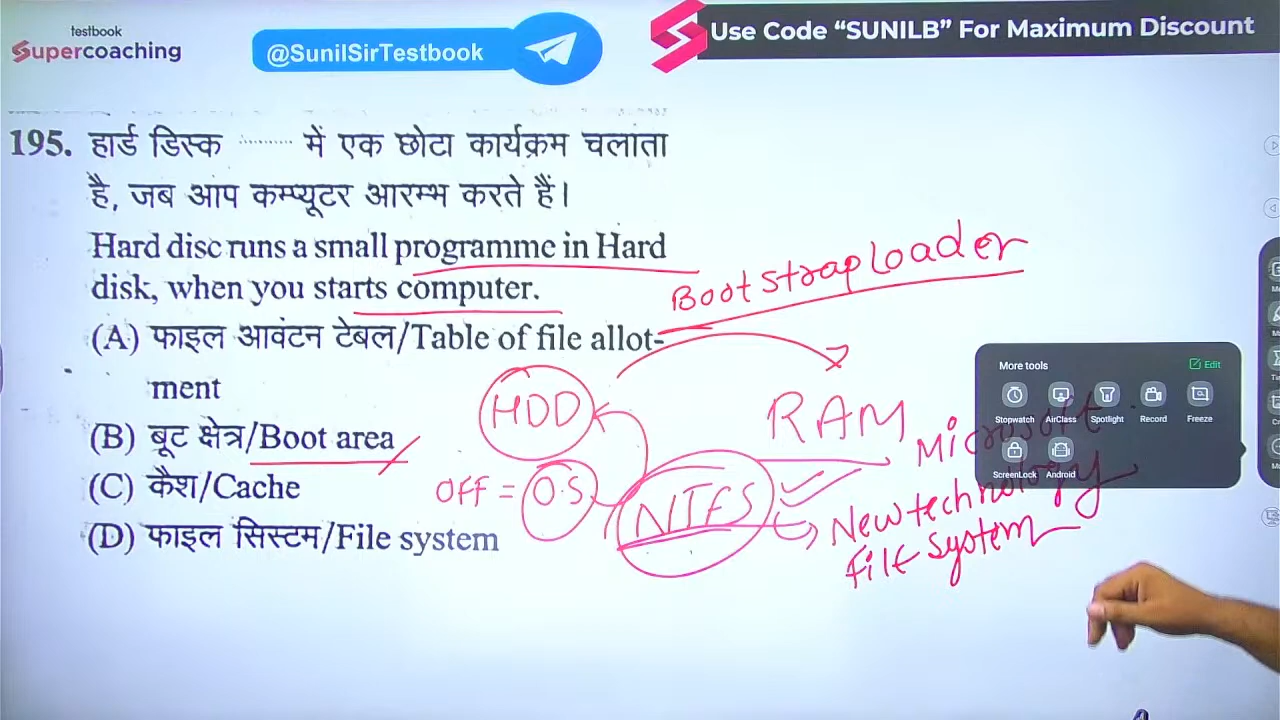 testbook
Supercoaching
@SunilSirTestbook
Use Code “SUNILB” For Maximum Discount
195. हार्ड डिस्क ............ में एक छोटा कार्यक्रम चलाता
है, जब आप कम्प्यूटर आरम्भ करते हैं।
Hard disc runs a small programme in Hard
disk, when you starts computer.
Bootstrap Loader
(A) फाइल आवंटन टेबल/Table of file allot-
ment
(B) बूट क्षेत्र/Boot area
(C) कैश/Cache
(D) फाइल सिस्टम/File system
HDD
RAM
OFF = O.S
NTFS
Microsoft
New technology
File System
More tools
Edit
Stopwatch
AirClass
Spotlight
Record
Freeze
ScreenLock
Android